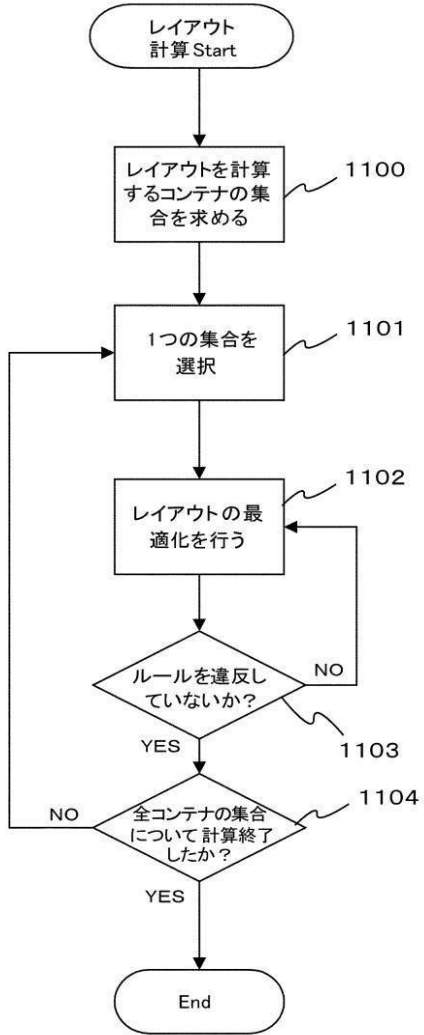 レイアウト
計算Start
レイアウトを計算
するコンテナの集
合を求める
1100
1つの集合を
選択
1101
レイアウトの最
適化を行う
1102
ルールを違反し
ていないか？
NO
YES
1103
全コンテナの集合
について計算終了
したか？
NO
YES
1104
End